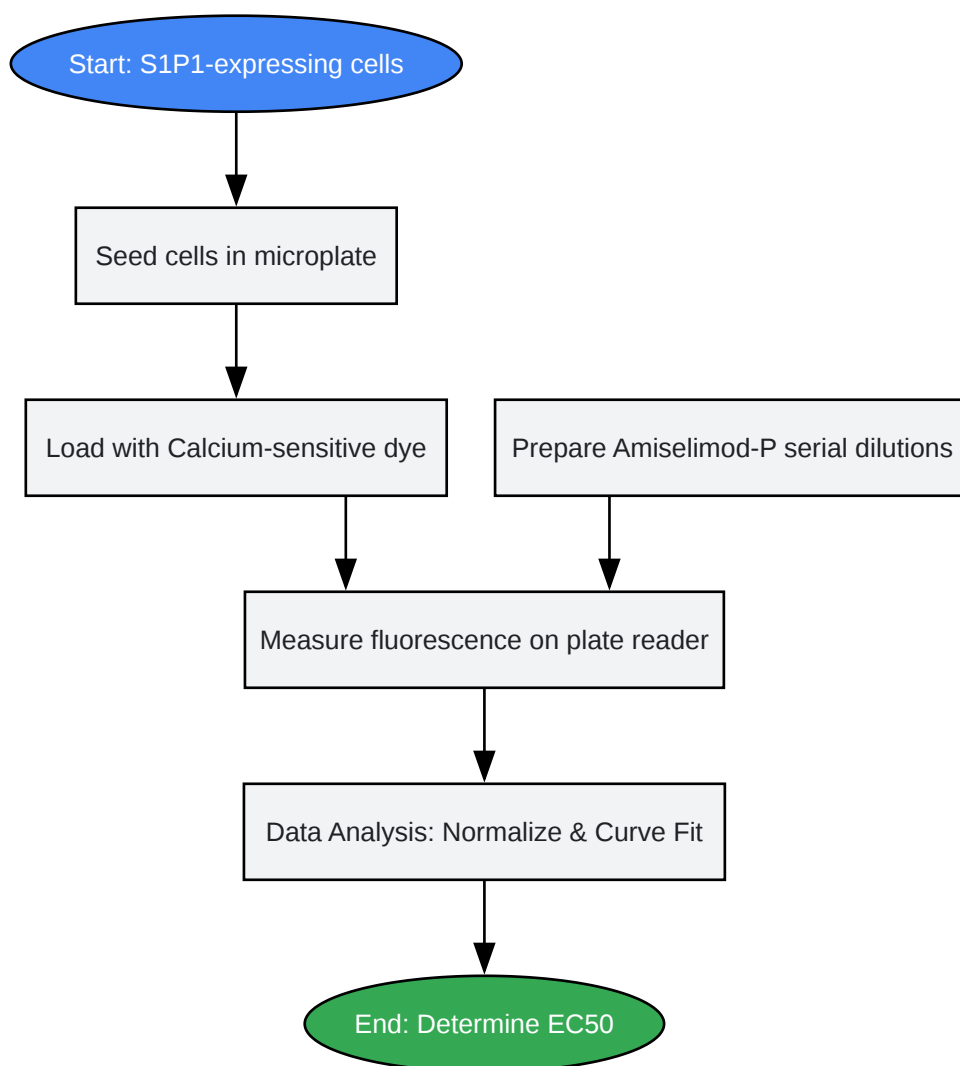 Start: S1P1-expressing cells
Seed cells in microplate
Load with Calcium-sensitive dye
Prepare Amiselimod-P serial dilutions
Measure fluorescence on plate reader
Data Analysis: Normalize & Curve Fit
End: Determine EC50